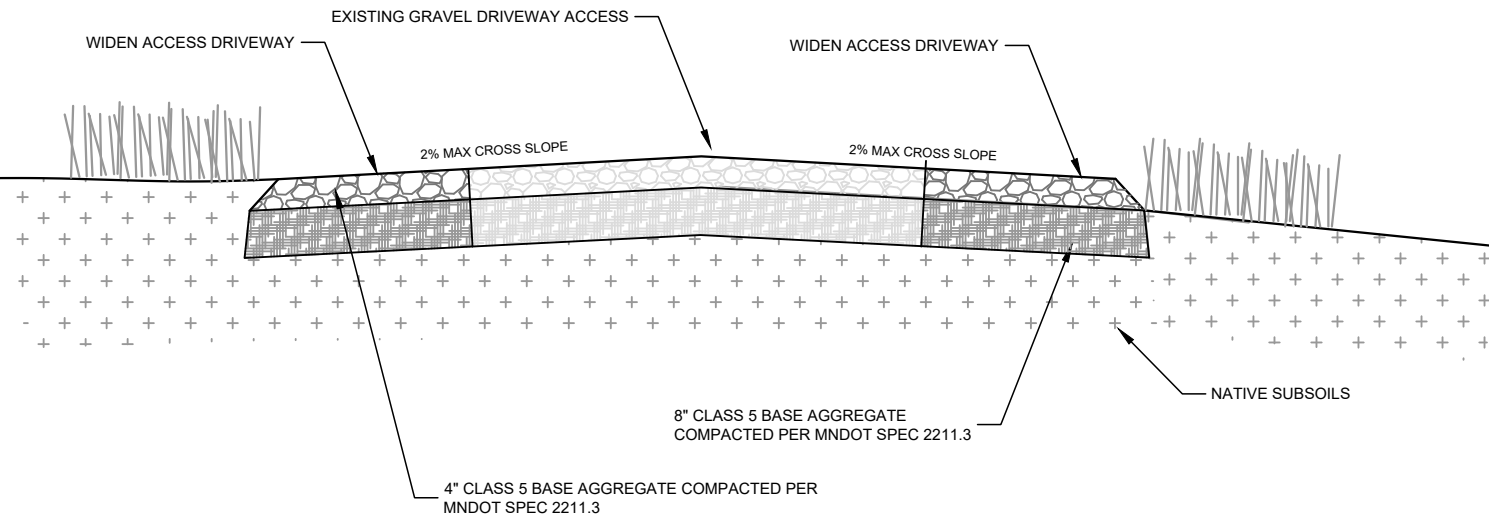 EXISTING GRAVEL DRIVEWAY ACCESS
WIDEN ACCESS DRIVEWAY
WIDEN ACCESS DRIVEWAY
2% MAX CROSS SLOPE
2% MAX CROSS SLOPE
NATIVE SUBSOILS
8" CLASS 5 BASE AGGREGATE
COMPACTED PER MNDOT SPEC 2211.3
4" CLASS 5 BASE AGGREGATE COMPACTED PER
MNDOT SPEC 2211.3